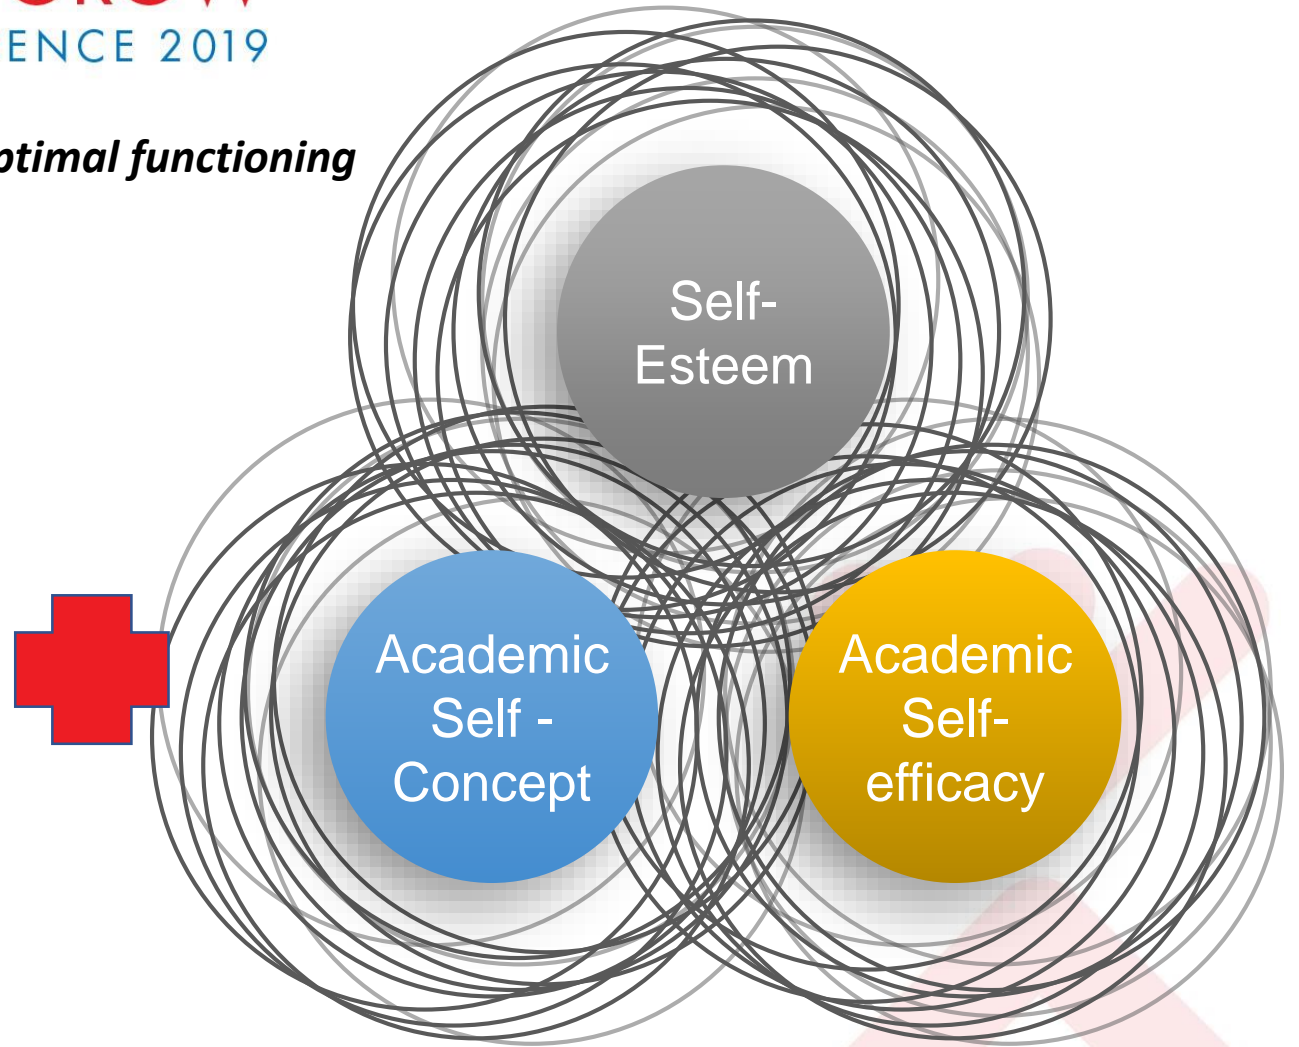 ENCE 2019
ptimal functioning
Self-
Esteem
Academic
Self -
Concept
Academic
Self-
efficacy